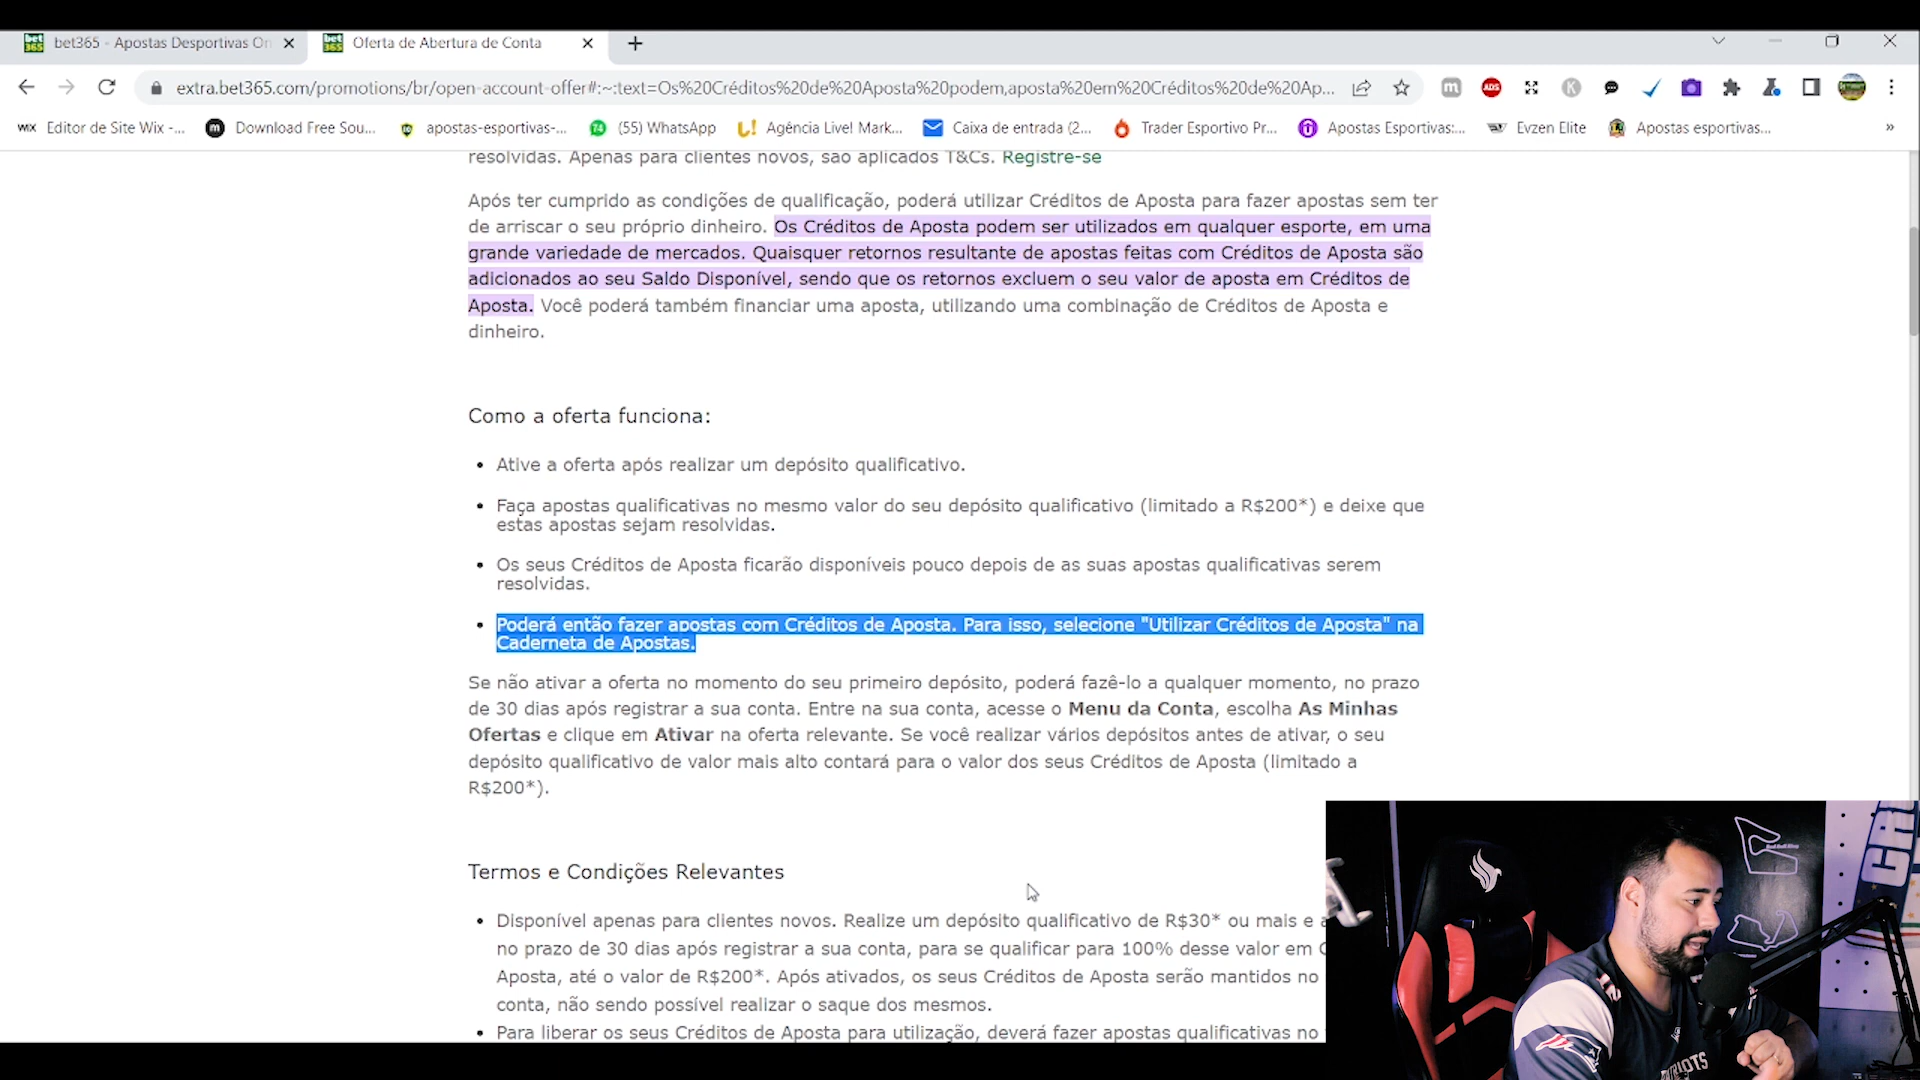 bet365 - Apostas Desportivas On
Oferta de Abertura de Conta
extra.bet365.com/promotions/br/open-account-offer#:~:text=Os%20Créditos%20de%20Aposta%20podem,aposta%20em%20Créditos%20de%20Ap...
WIX Editor de Site Wix -...
Download Free Sou...
apostas-esportivas-...
(55) WhatsApp
Agência Live! Mark...
Caixa de entrada (2...
Trader Esportivo Pr...
Apostas Esportivas:...
Evzen Elite
Apostas esportivas...
resolvidas. Apenas para clientes novos, são aplicados T&Cs. Registre-se
Após ter cumprido as condições de qualificação, poderá utilizar Créditos de Aposta para fazer apostas sem ter
de arriscar o seu próprio dinheiro. Os Créditos de Aposta podem ser utilizados em qualquer esporte, em uma
grande variedade de mercados. Quaisquer retornos resultante de apostas feitas com Créditos de Aposta são
adicionados ao seu Saldo Disponível, sendo que os retornos excluem o seu valor de aposta em Créditos de
Aposta. Você poderá também financiar uma aposta, utilizando uma combinação de Créditos de Aposta e
dinheiro.
Como a oferta funciona:
• Ative a oferta após realizar um depósito qualificativo.
• Faça apostas qualificativas no mesmo valor do seu depósito qualificativo (limitado a R$200*) e deixe que
estas apostas sejam resolvidas.
• Os seus Créditos de Aposta ficarão disponíveis pouco depois de as suas apostas qualificativas serem
resolvidas.
• Poderá então fazer apostas com Créditos de Aposta. Para isso, selecione "Utilizar Créditos de Aposta" na
Caderneta de Apostas.
Se não ativar a oferta no momento do seu primeiro depósito, poderá fazê-lo a qualquer momento, no prazo
de 30 dias após registrar a sua conta. Entre na sua conta, acesse o Menu da Conta, escolha As Minhas
Ofertas e clique em Ativar na oferta relevante. Se você realizar vários depósitos antes de ativar, o seu
depósito qualificativo de valor mais alto contará para o valor dos seus Créditos de Aposta (limitado a
R$200*).
Termos e Condições Relevantes
• Disponível apenas para clientes novos. Realize um depósito qualificativo de R$30* ou mais e a
no prazo de 30 dias após registrar a sua conta, para se qualificar para 100% desse valor em C
Aposta, até o valor de R$200*. Após ativados, os seus Créditos de Aposta serão mantidos no
conta, não sendo possível realizar o saque dos mesmos.
• Para liberar os seus Créditos de Aposta para utilização, deverá fazer apostas qualificativas no